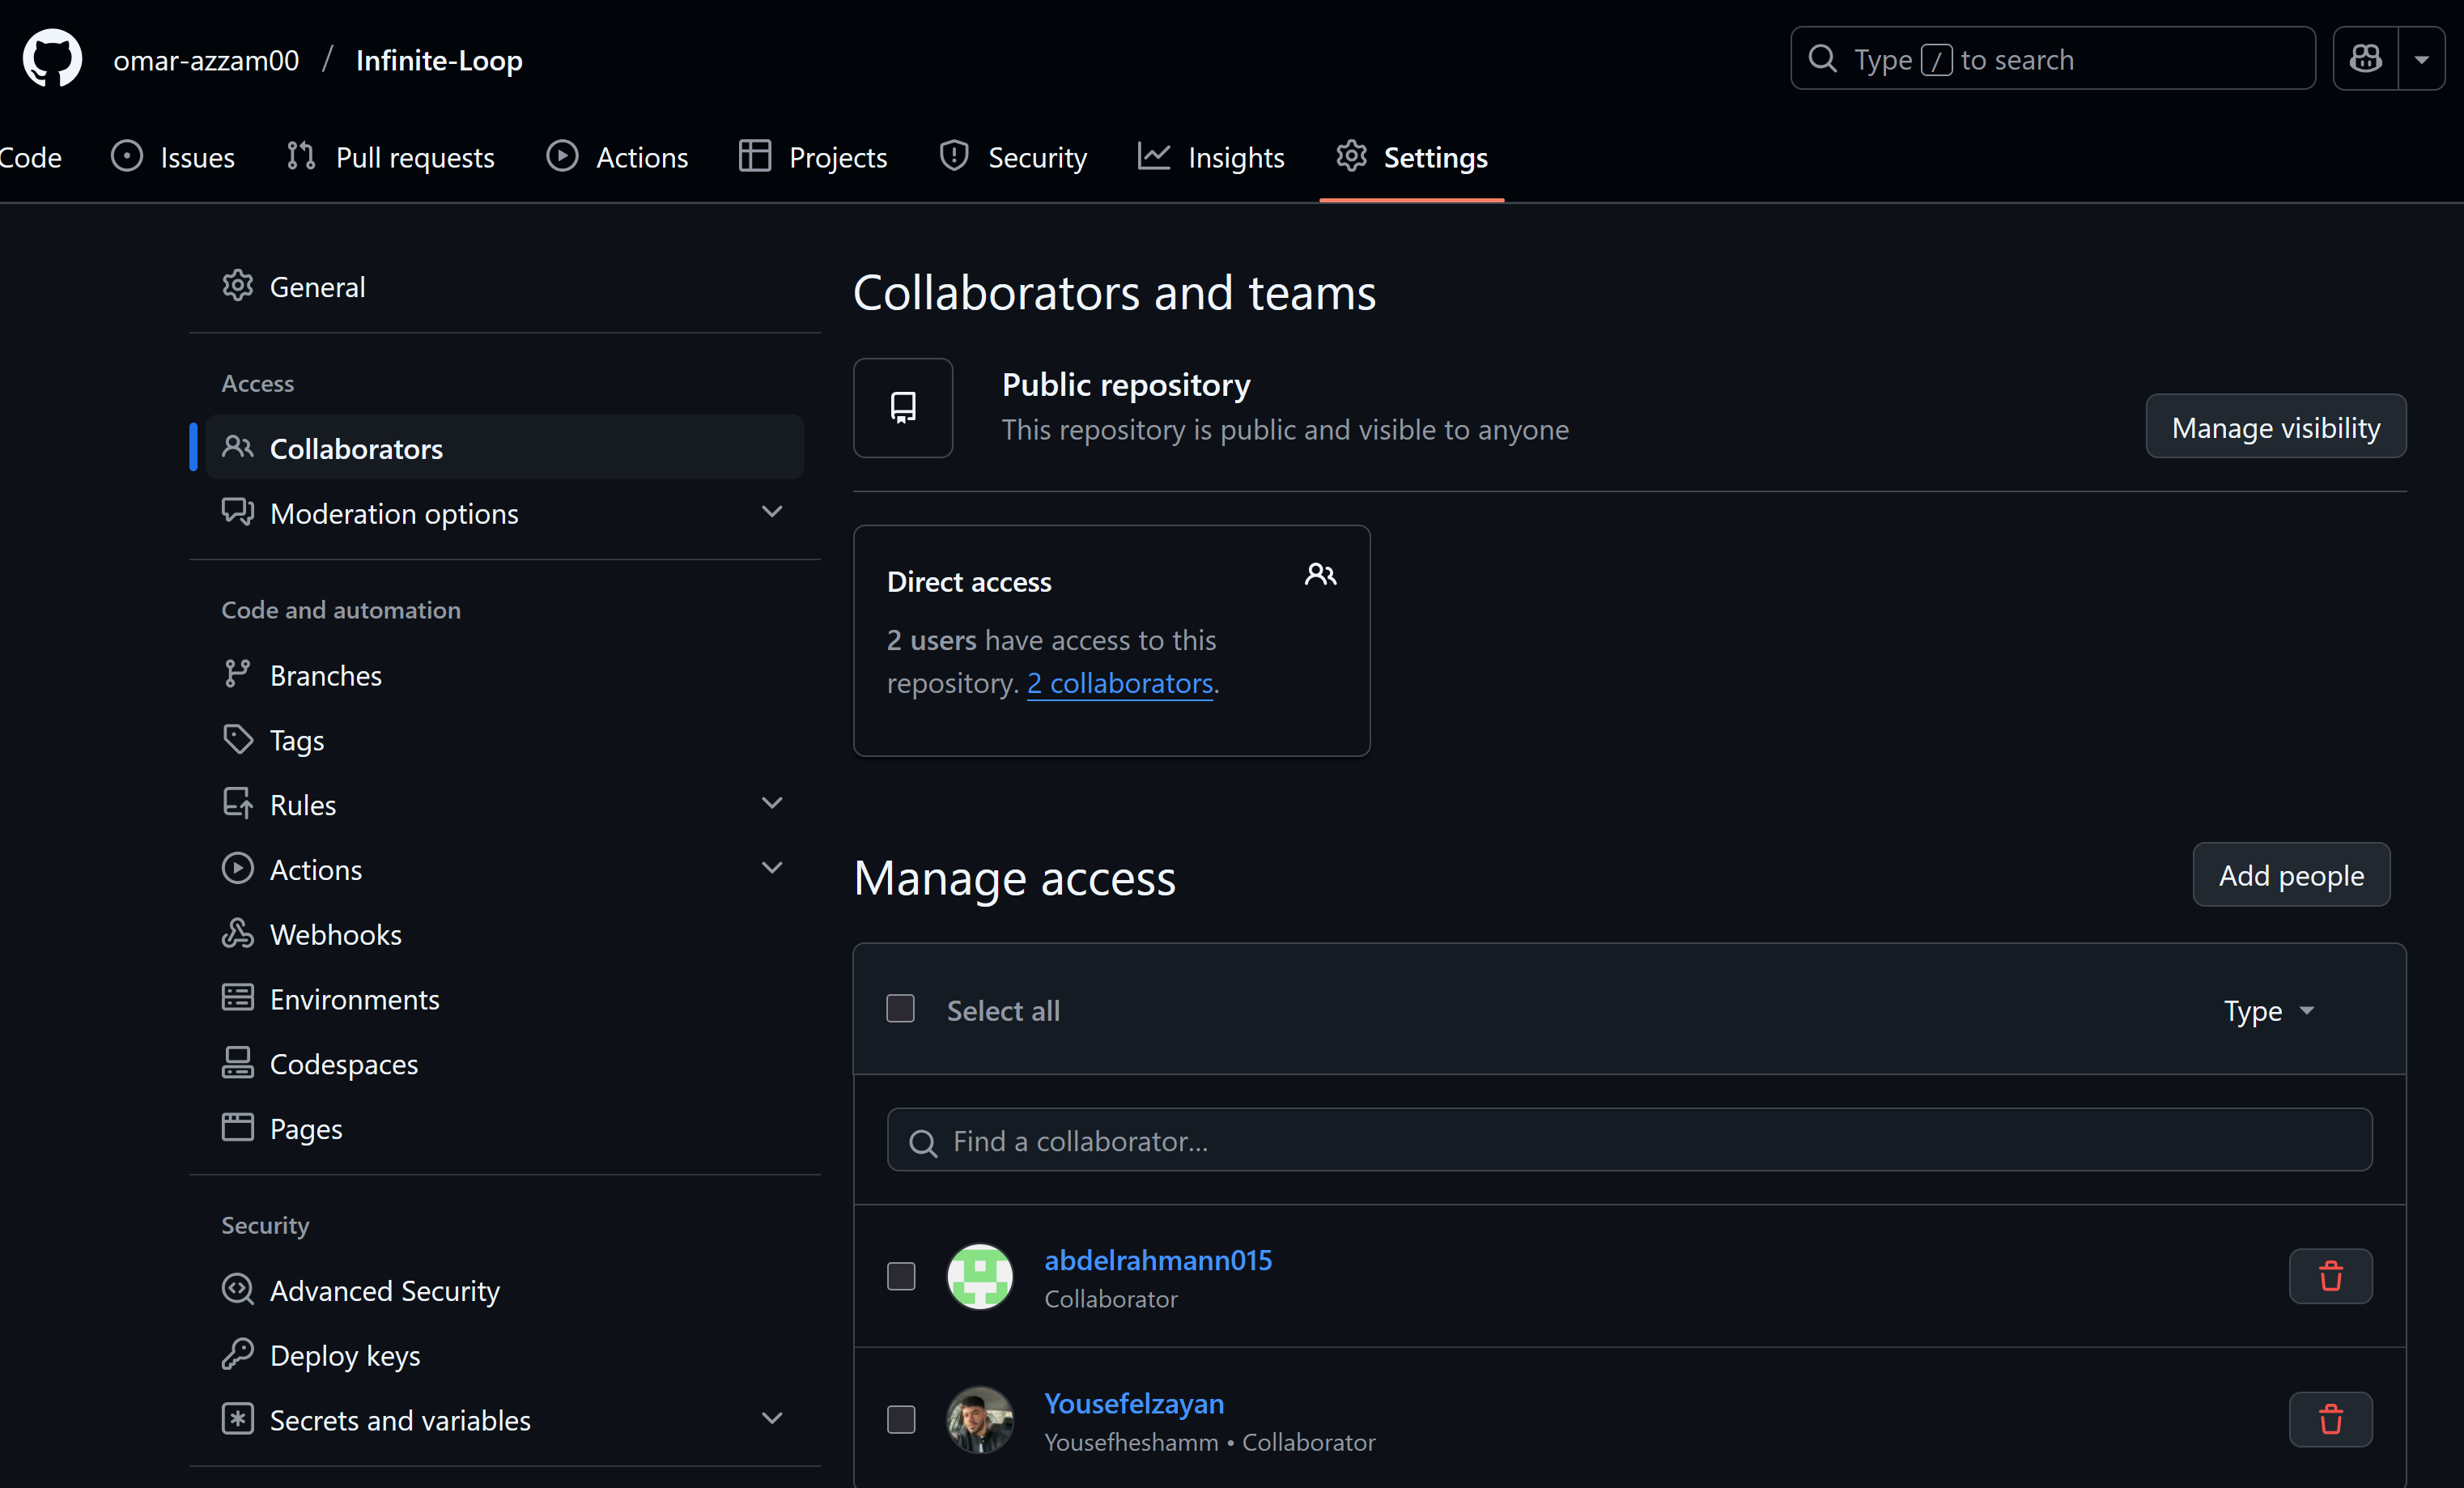 omar-azzam00 / Infinite-Loop
Type / to search
Code Issues Pull requests Actions Projects Security Insights Settings
General
Access
Collaborators
Moderation options
Code and automation
Branches
Tags
Rules
Actions
Webhooks
Environments
Codespaces
Pages
Security
Advanced Security
Deploy keys
Secrets and variables
Collaborators and teams
Public repository
This repository is public and visible to anyone
Manage visibility
Direct access
2 users have access to this
repository. 2 collaborators.
Manage access
Add people
Select all
Type
Find a collaborator...
abdelrahmann015
Collaborator
Yousefelzayan
Yousefheshamm • Collaborator